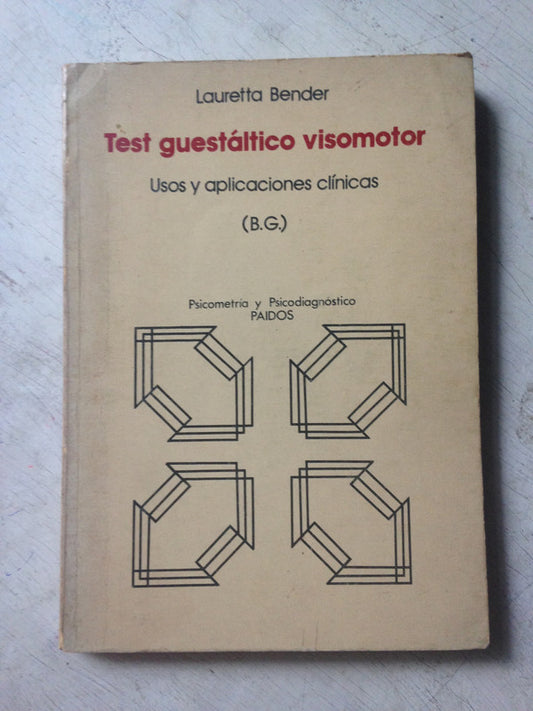 Lauretta Bender
Test guestáltico visomotor
Usos y aplicaciones clínicas
(B.G.)
Psicometría y Psicodiagnóstico
PAIDOS